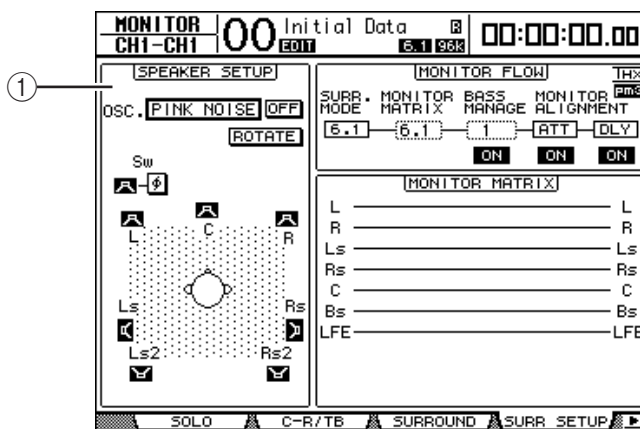 MONITOR
CH1-CH1
00 Initial Data
EDIT 6.1 96k
00:00:00.00
1
SPEAKER SETUP
OSC. PINK NOISE OFF
ROTATE
Sw
ϕ
L C R
Ls Rs
Ls2 Rs2
MONITOR FLOW
THX
pm3
SURR. MODE
MONITOR MATRIX
BASS MANAGE
MONITOR ALIGNMENT
6.1 6.1 1 ATT DLY
ON ON ON
MONITOR MATRIX
L L
R R
Ls Ls
Rs Rs
C C
Bs Bs
LFE LFE
SOLO C-R/TB SURROUND SURR SETUP